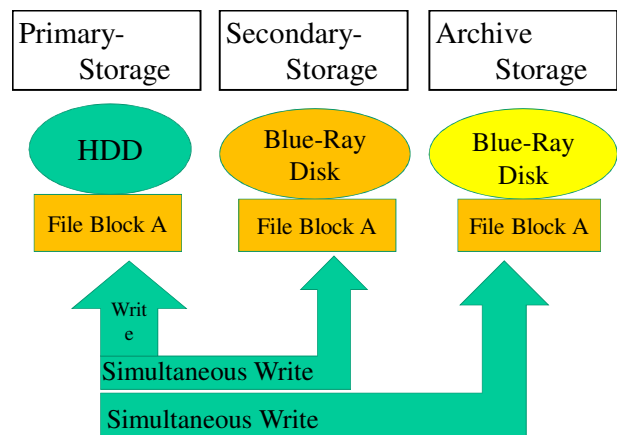 Primary-
Storage
Secondary-
Storage
Archive
Storage
HDD
Blue-Ray
Disk
Blue-Ray
Disk
File Block A
File Block A
File Block A
Writ
e
Simultaneous Write
Simultaneous Write